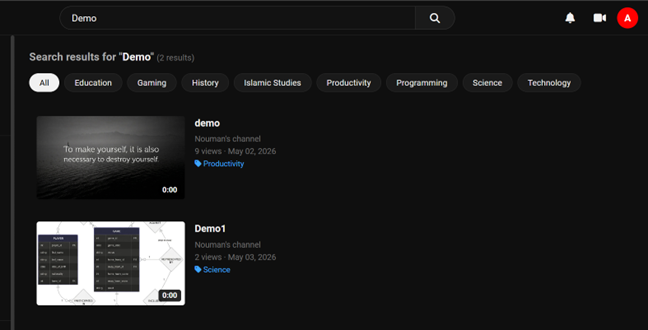 Demo
A
Search results for "Demo" (2 results)
All Education Gaming History Islamic Studies Productivity Programming Science Technology
To make yourself, it is also
necessary to destroy yourself
0:00
demo
Nouman's channel
9 views · May 02, 2026
Productivity
0:00
Demo1
Nouman's channel
2 views · May 03, 2026
Science